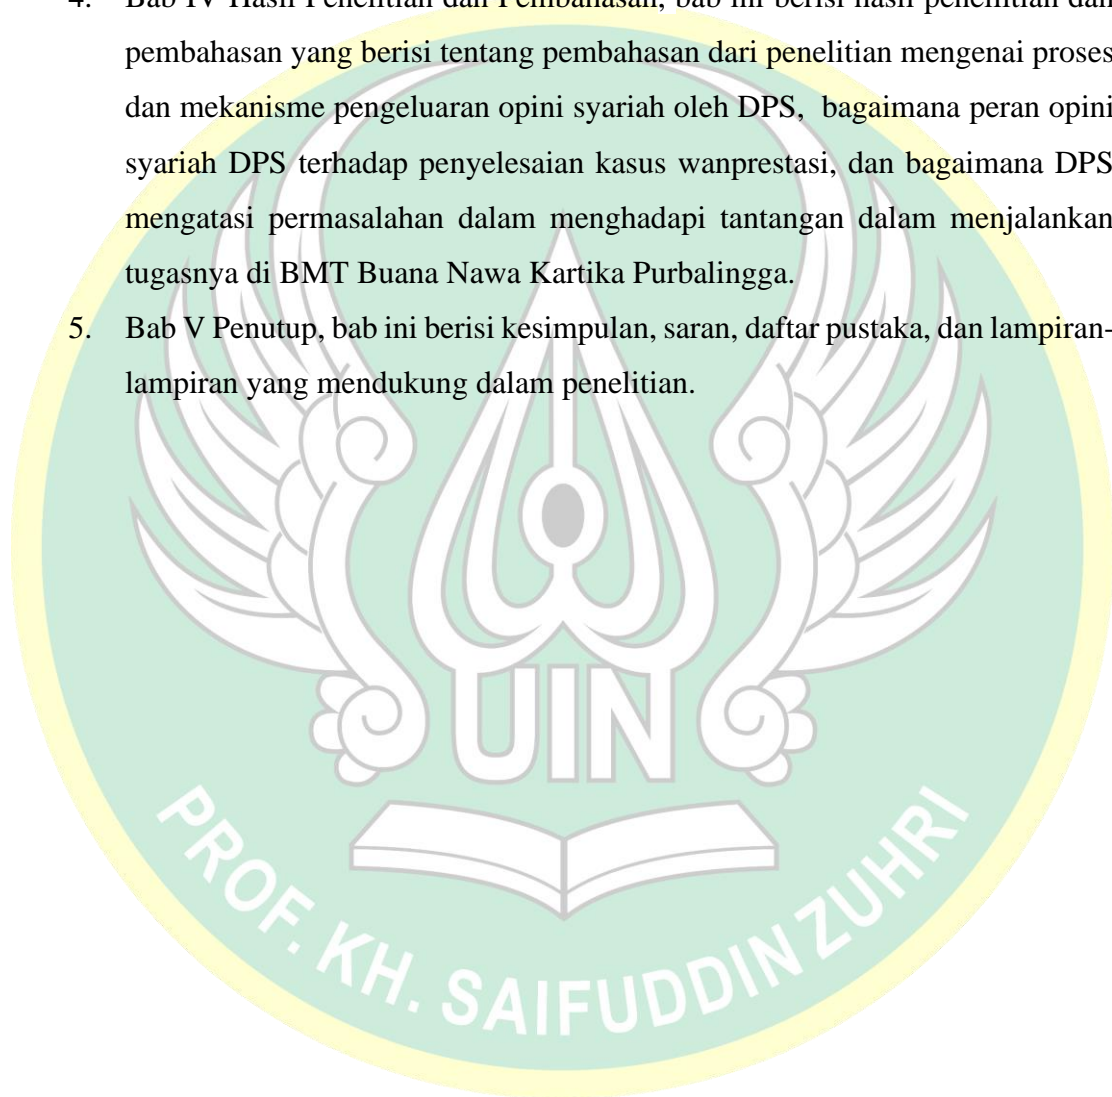 4. Bab IV Hasil Penelitian dan Pembahasan, bab ini berisi hasil penelitian dan
pembahasan yang berisi tentang pembahasan dari penelitian mengenai proses
dan mekanisme pengeluaran opini syariah oleh DPS, bagaimana peran opini
syariah DPS terhadap penyelesaian kasus wanprestasi, dan bagaimana DPS
mengatasi permasalahan dalam menghadapi tantangan dalam menjalankan
tugasnya di BMT Buana Nawa Kartika Purbalingga.
5. Bab V Penutup, bab ini berisi kesimpulan, saran, daftar pustaka, dan lampiran-
lampiran yang mendukung dalam penelitian.
UIN
PROF. KH. SAIFUDDIN ZUHRI